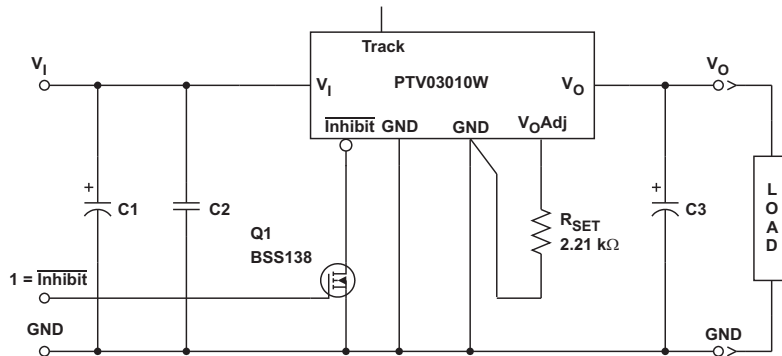 Track
V_I
V_I
PTV03010W
V_O
V_O
Inhibit
GND
GND
V_OAdj
+
C1
C2
Q1
BSS138
R_SET
2.21 kΩ
+
C3
LOAD
1 = Inhibit
GND
GND